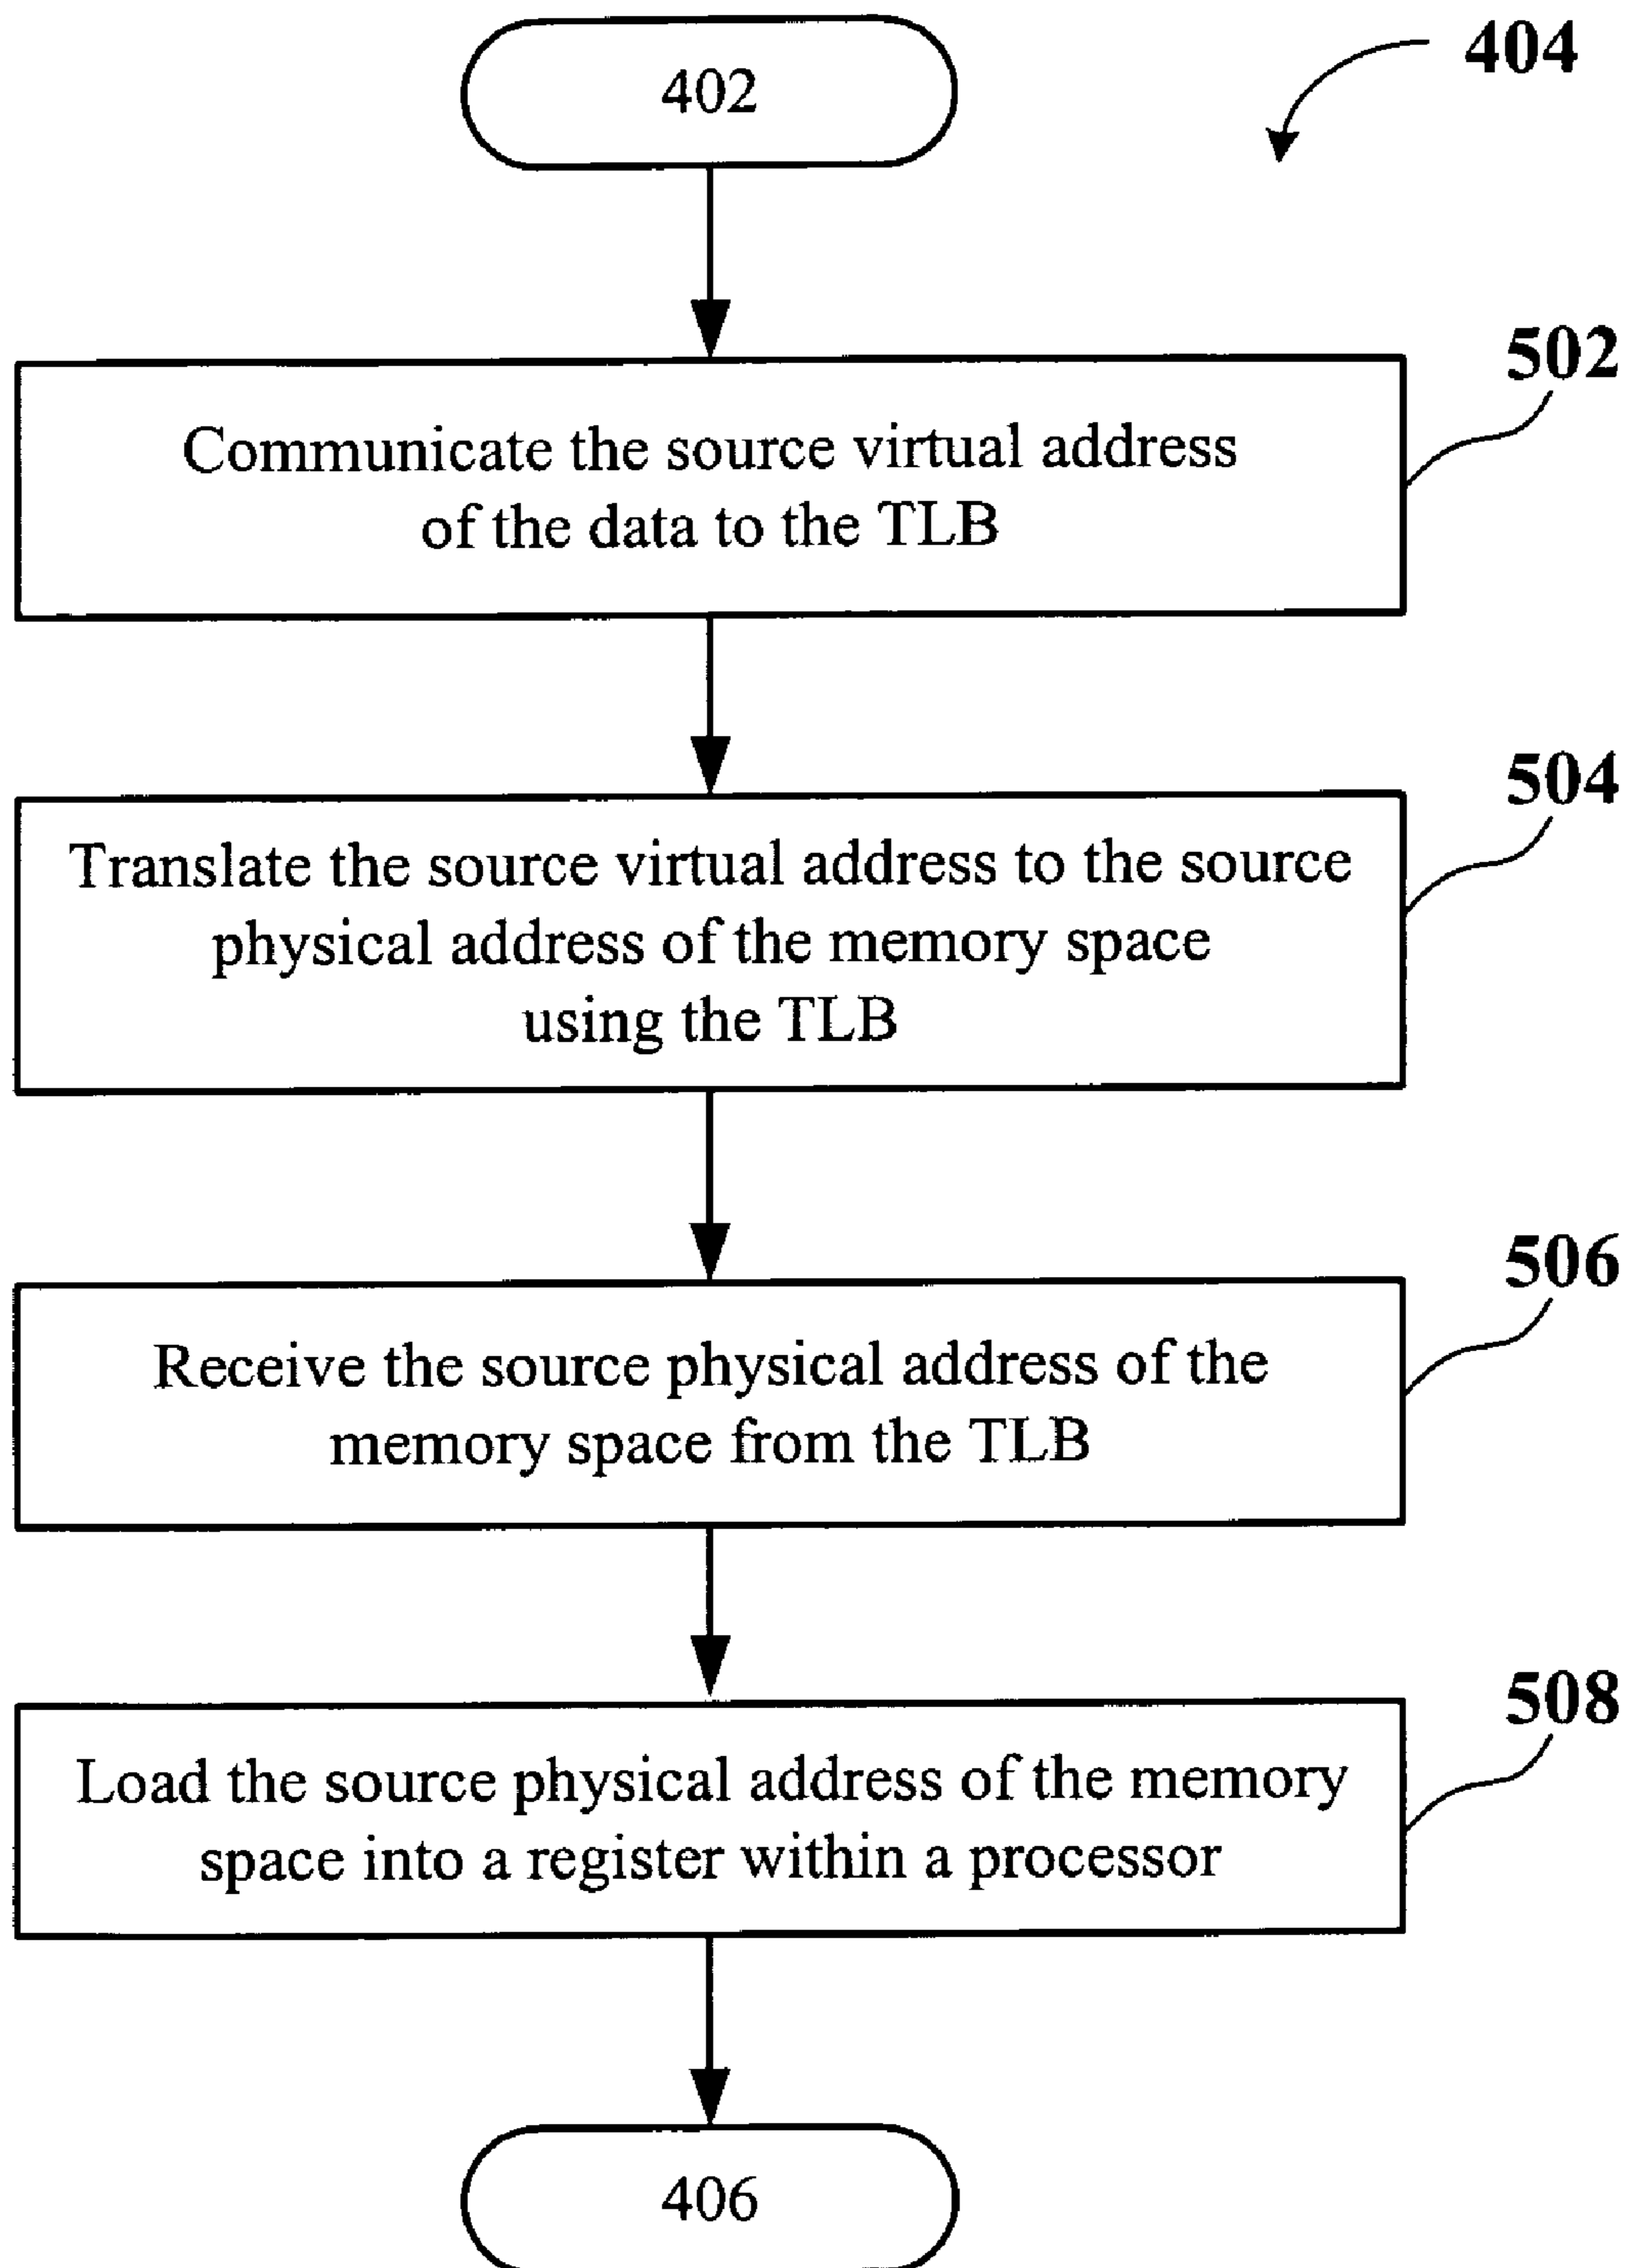 402
404
502
Communicate the source virtual address
of the data to the TLB
504
Translate the source virtual address to the source
physical address of the memory space
using the TLB
506
Receive the source physical address of the
memory space from the TLB
508
Load the source physical address of the memory
space into a register within a processor
406